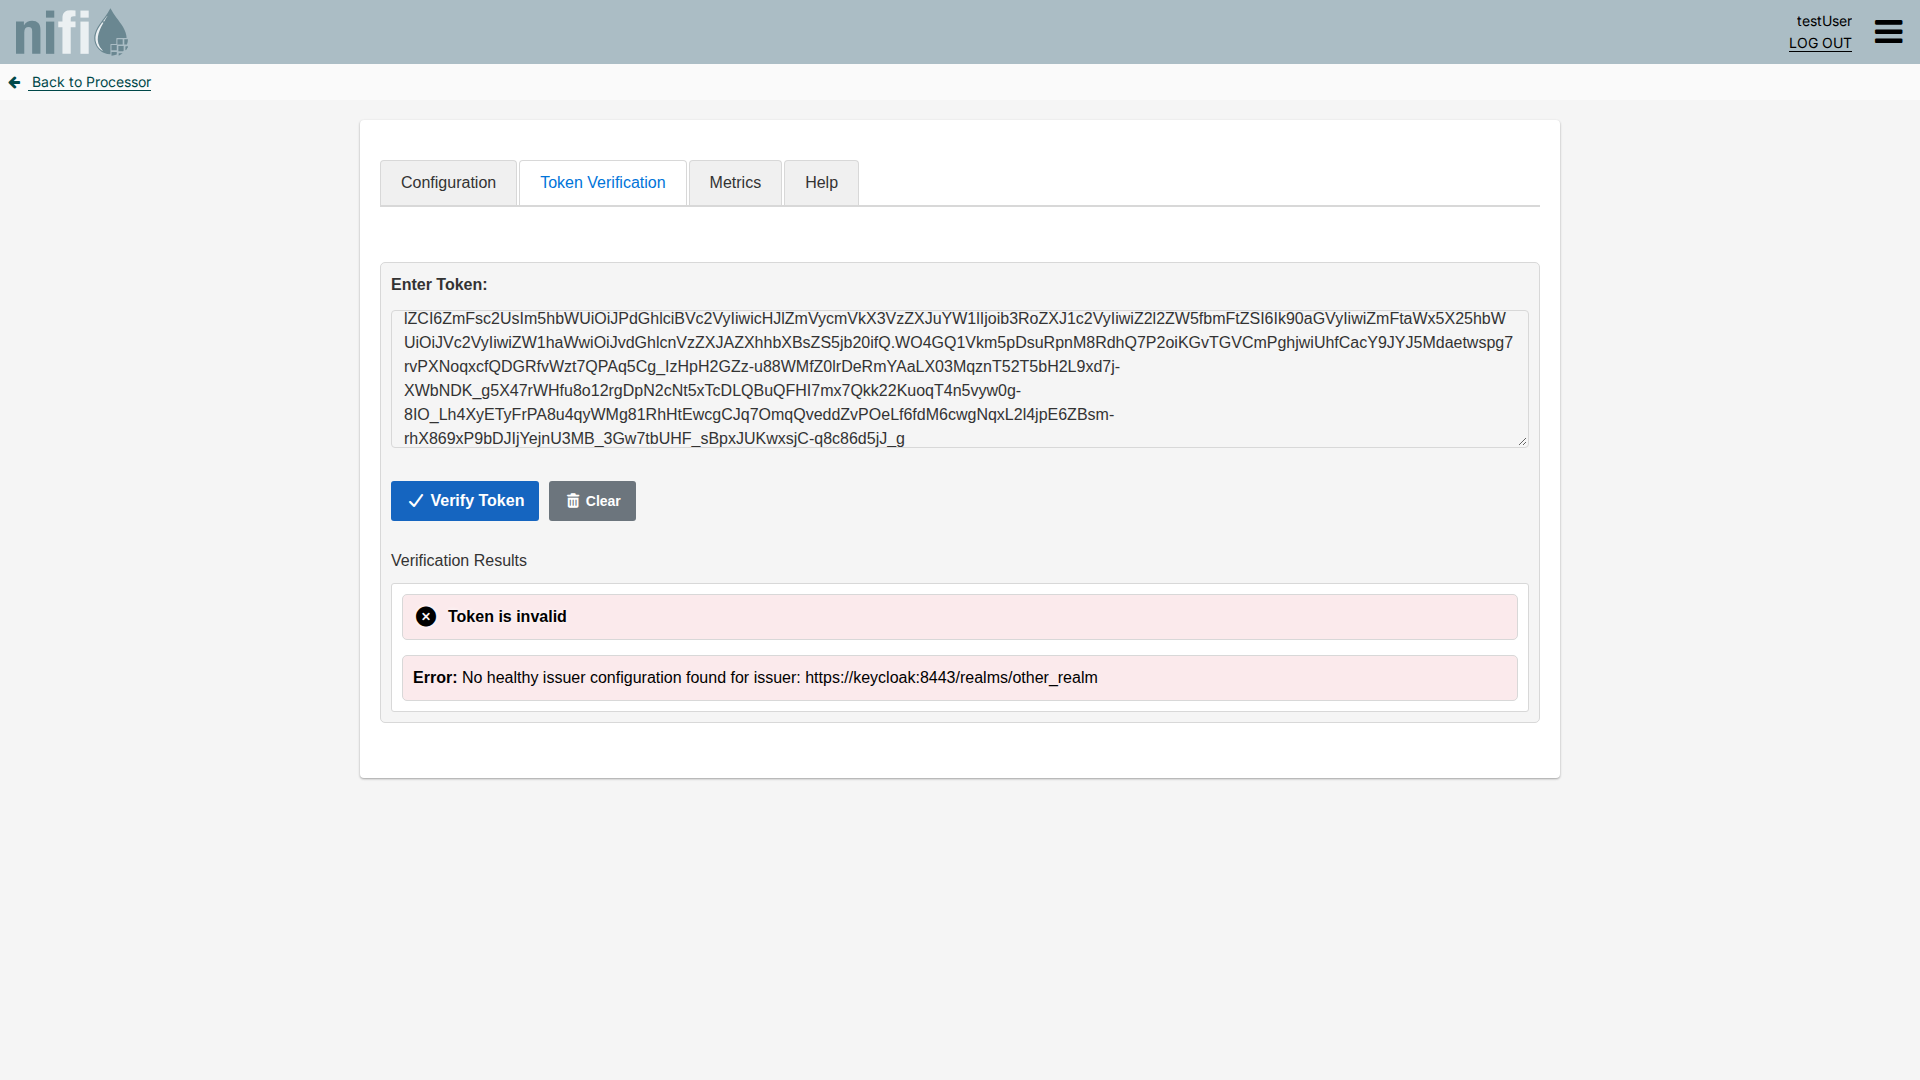 nifi
testUser
LOG OUT
Back to Processor
Configuration
Token Verification
Metrics
Help
Enter Token:
lZCI6ZmFsc2UsIm5hbWUiOiJPdGhlciBVc2VyIiwicHJlZmVycmVkX3VzZXJuYW1lIjoib3RoZXJ1c2VyIiwiZ2l2ZW5fbmFtZSI6Ik90aGVyIiwiZmFtaWx5X25hbW
UiOiJVc2VyIiwiZW1haWwiOiJvdGhlcnVzZXJAZXhhbXBsZS5jb20ifQ.WO4GQ1Vkm5pDsuRpnM8RdhQ7P2oiKGvTGVCmPghjwiUhfCacY9JYJ5Mdaetwspg7
rvPXNoqxcfQDGRfvWzt7QPAq5Cg_IzHpH2GZz-u88WMfZ0lrDeRmYAaLX03MqznT52T5bH2L9xd7j-
XWbNDK_g5X47rWHfu8o12rgDpN2cNt5xTcDLQBuQFHI7mx7Qkk22KuoqT4n5vyw0g-
8IO_Lh4XyETyFrPA8u4qyWMg81RhHtEwcgCJq7OmqQveddZvPOeLf6fdM6cwgNqxL2I4jpE6ZBsm-
rhX869xP9bDJIjYejnU3MB_3Gw7tbUHF_sBpxJUKwxsjC-q8c86d5jJ_g
Verify Token
Clear
Verification Results
Token is invalid
Error: No healthy issuer configuration found for issuer: https://keycloak:8443/realms/other_realm